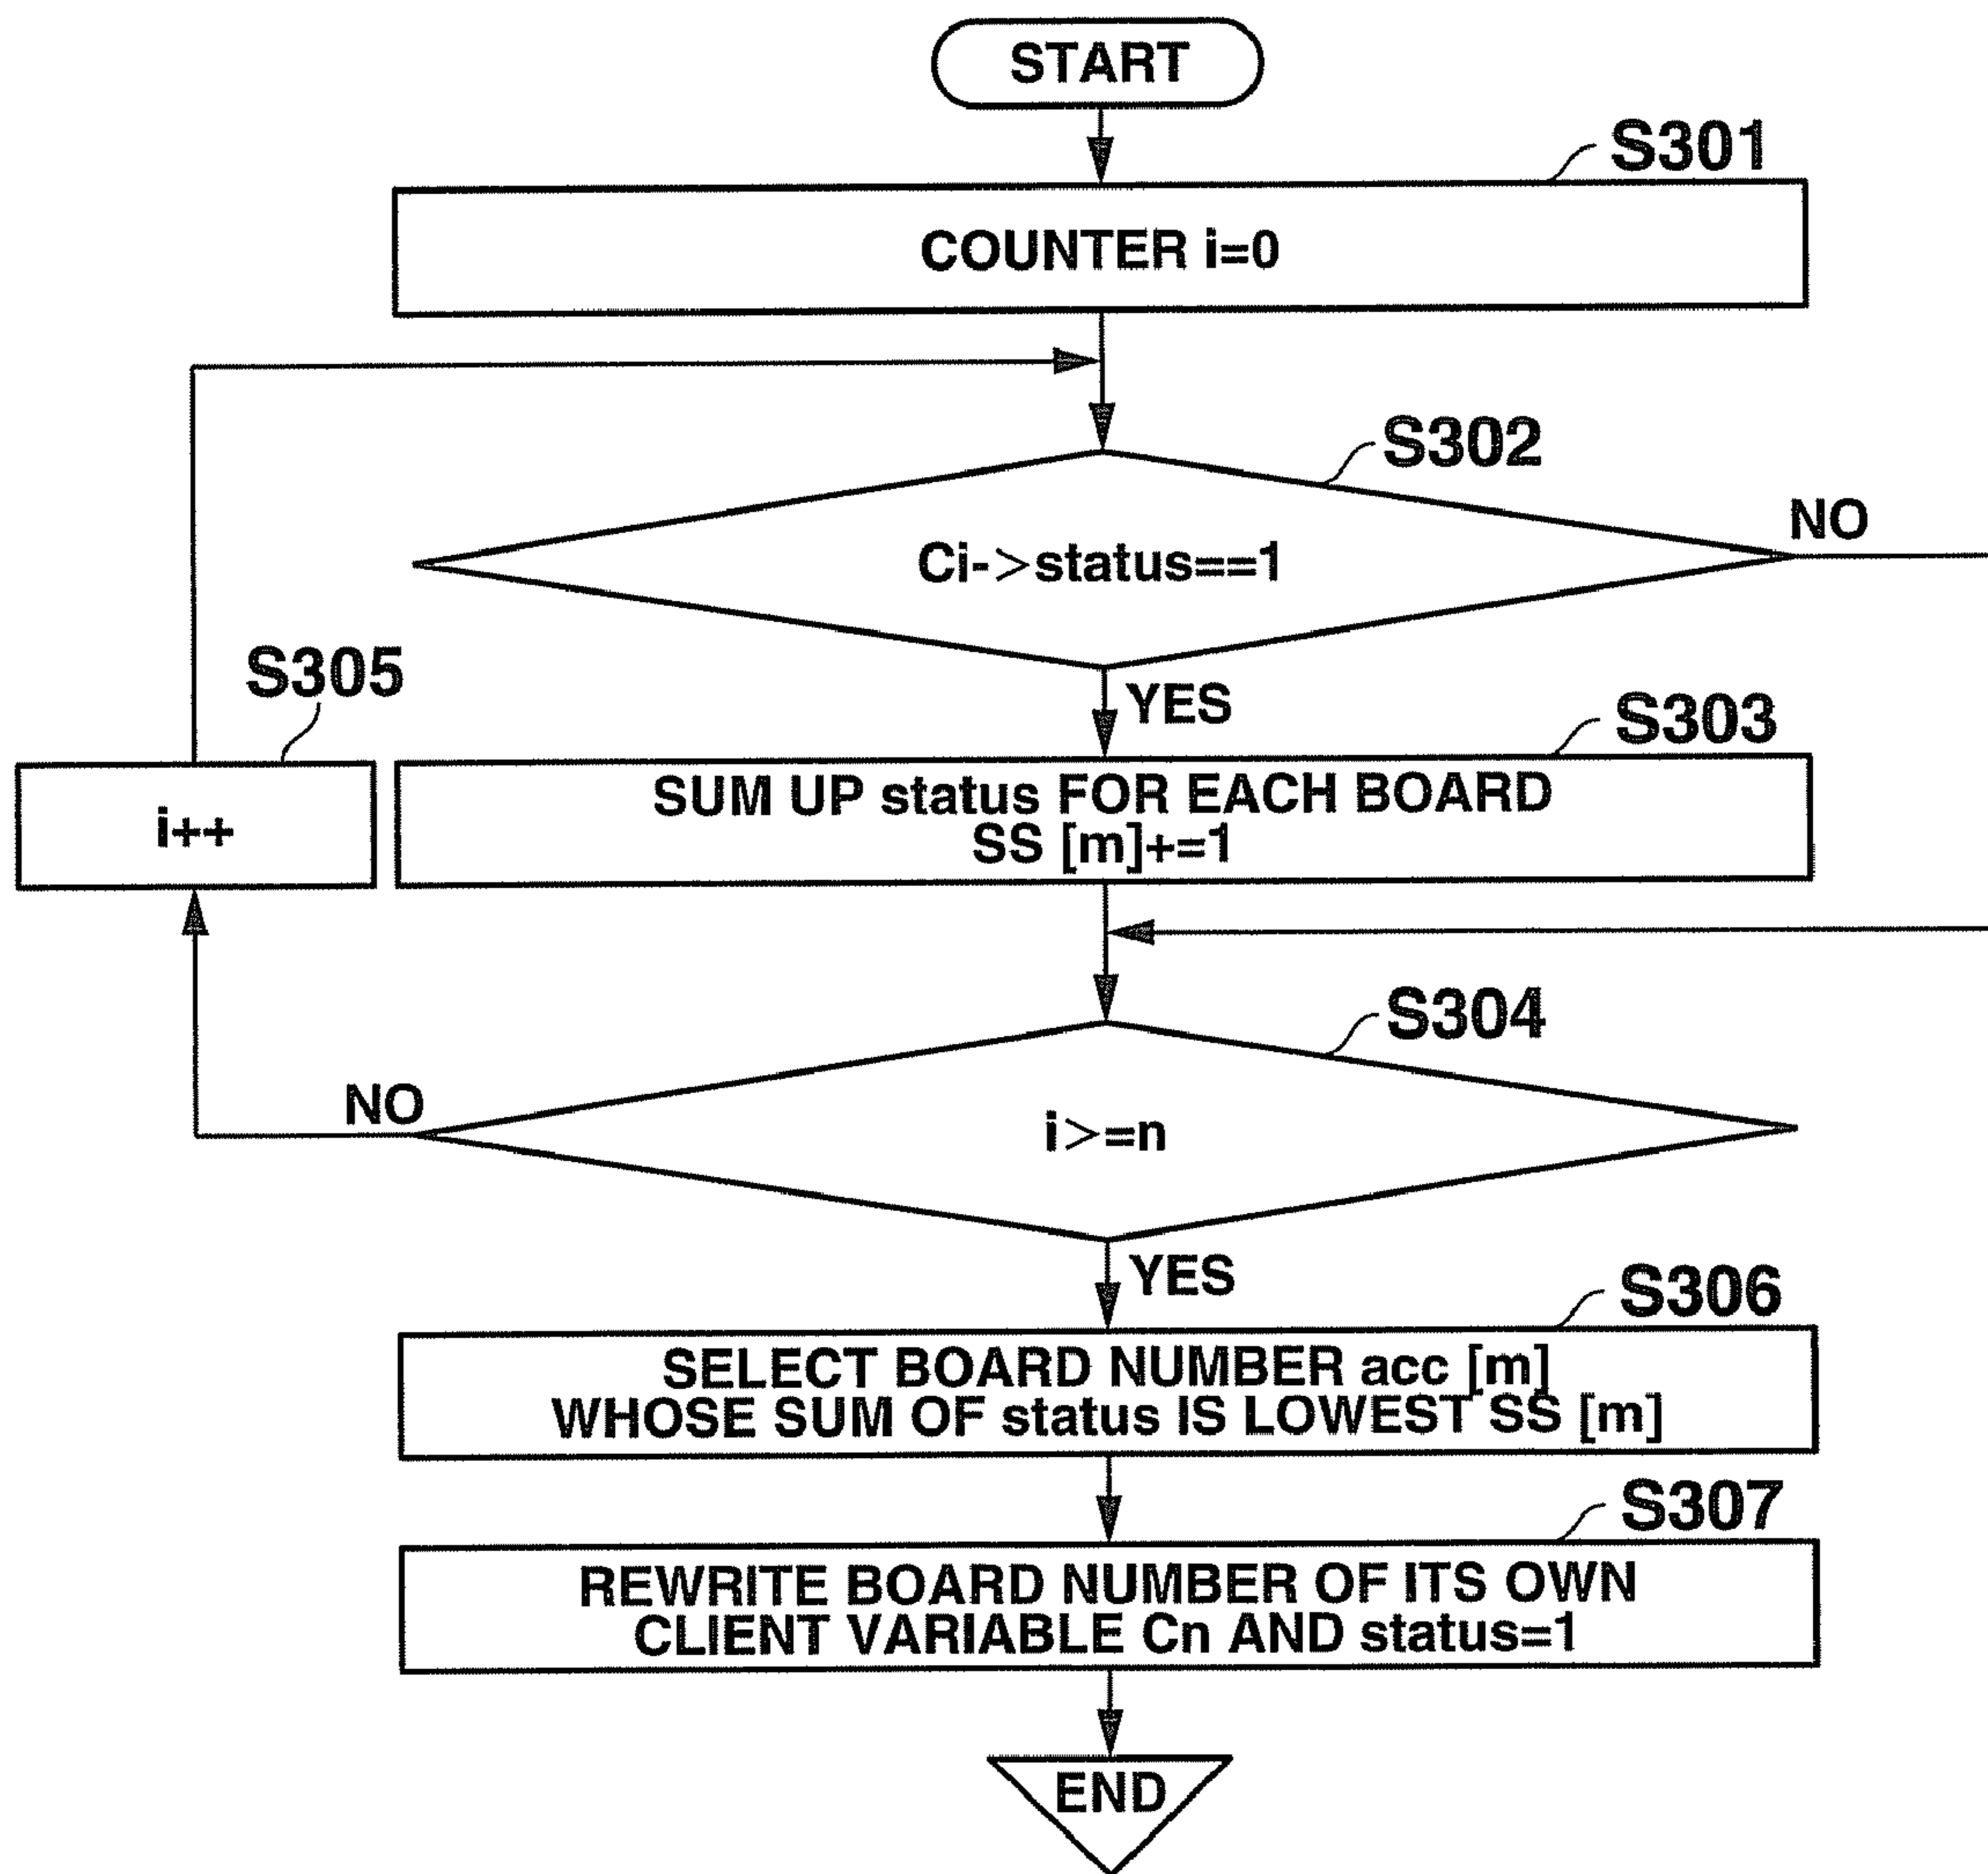 START
S301
COUNTER i=0
S302
NO
Ci->status==1
S305
YES
S303
i++
SUM UP status FOR EACH BOARD
SS [m]+=1
S304
NO
i>=n
YES
S306
SELECT BOARD NUMBER acc [m]
WHOSE SUM OF status IS LOWEST SS [m]
S307
REWRITE BOARD NUMBER OF ITS OWN
CLIENT VARIABLE Cn AND status=1
END